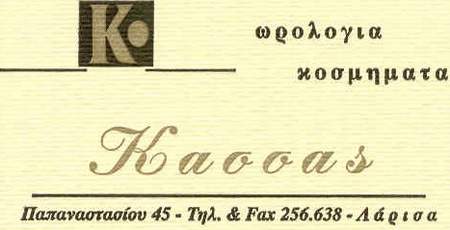 Κ
ωρολογια
κοσμηματα
Κασσας
Παπαναστασίου 45 - Τηλ. & Fax 256.638 - Λάρισα